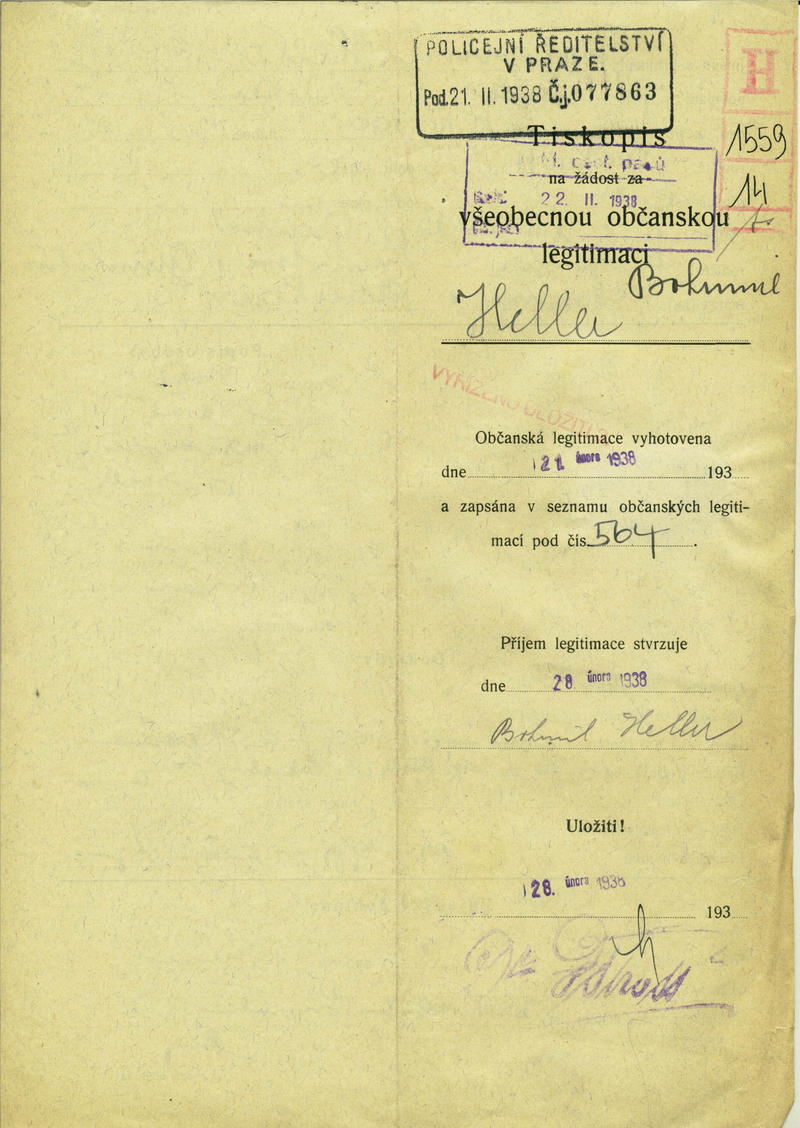 POLICEJNÍ ŘEDITELSTVÍ
V PRAZE.
Pod. 21. II. 1938 Č.j. 077863
H
1559
14
Tiskopis
na žádost za
22 II. 1938
všeobecnou občanskou
legitimaci
Bohumil
Heller
VYŘÍZENO ULOŽITI
Občanská legitimace vyhotovena
dne 21. února 1938 193
a zapsána v seznamu občanských legiti-
mací pod čís. 564.
Příjem legitimace stvrzuje
dne 28 února 1938
Bohumil Heller
Uložiti!
28. února 1938
193